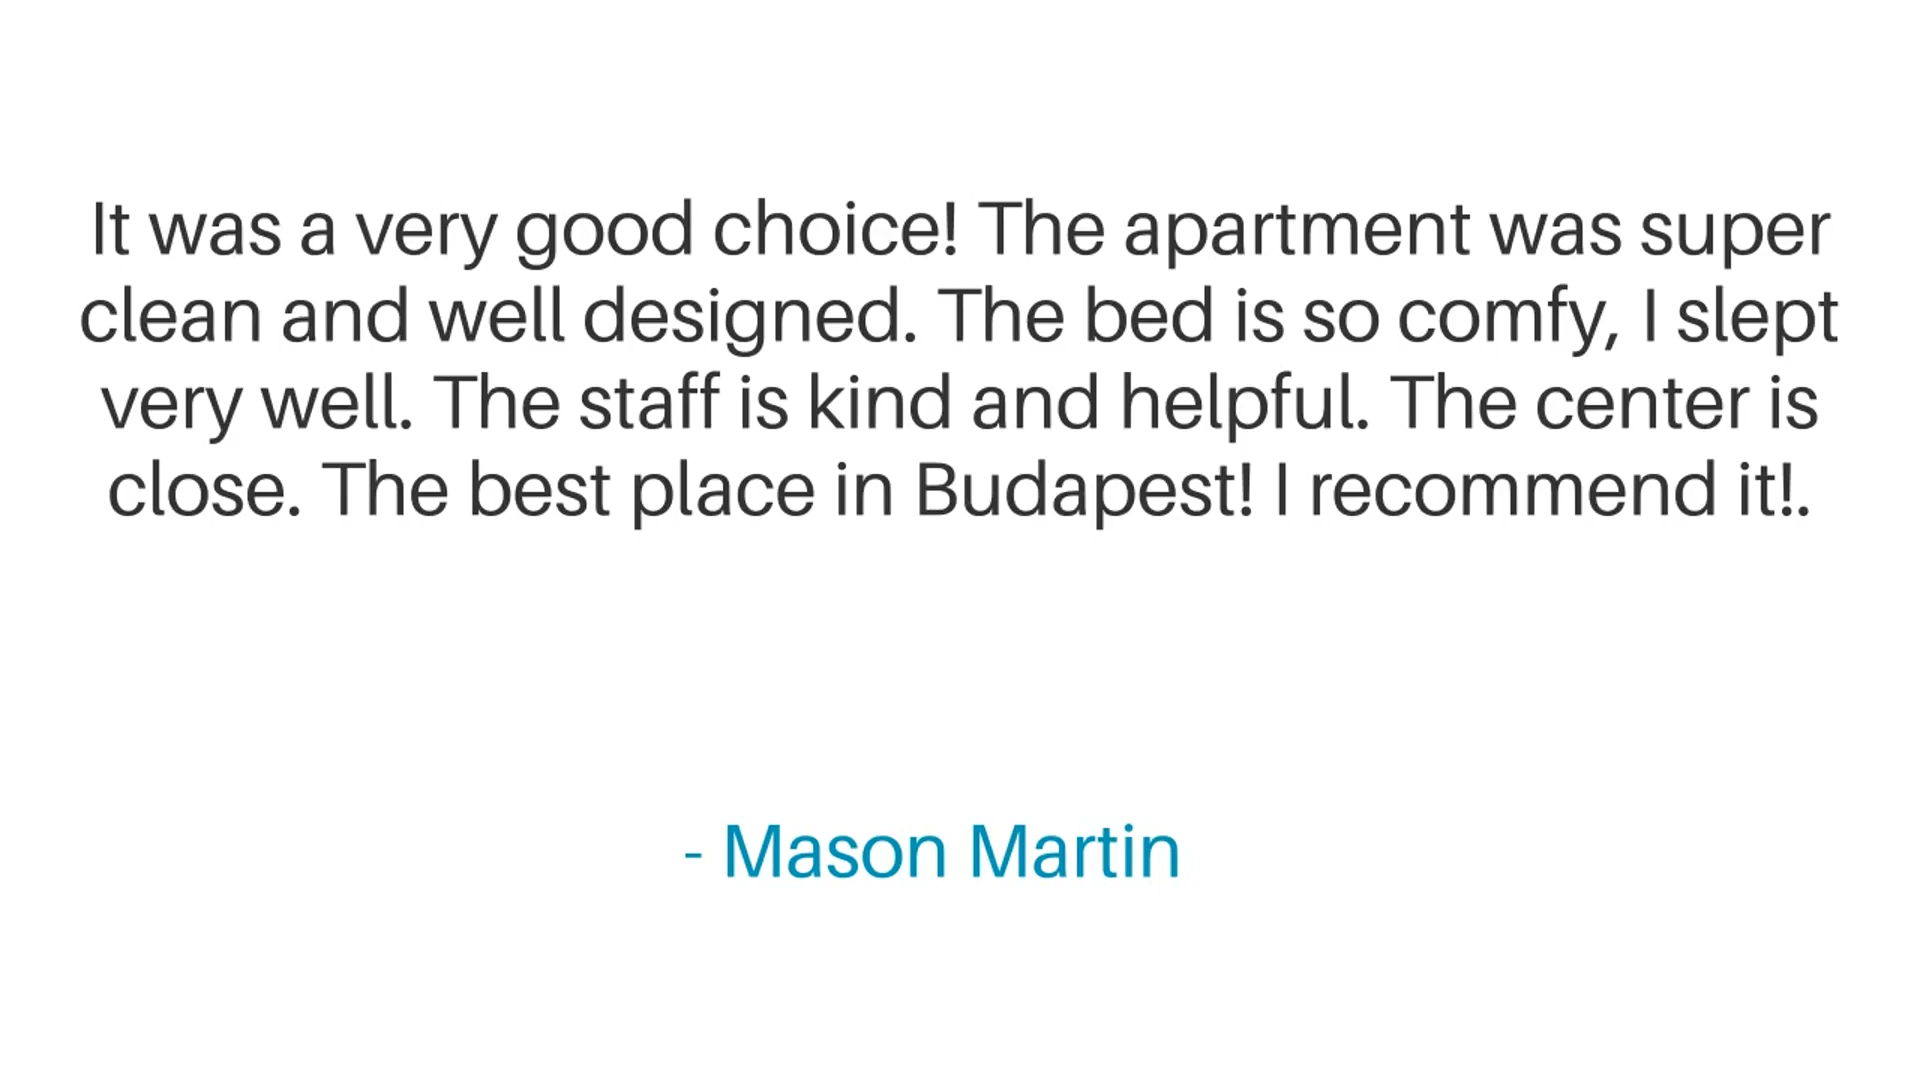 It was a very good choice! The apartment was super
clean and well designed. The bed is so comfy, I slept
very well. The staff is kind and helpful. The center is
close. The best place in Budapest! I recommend it!.
- Mason Martin